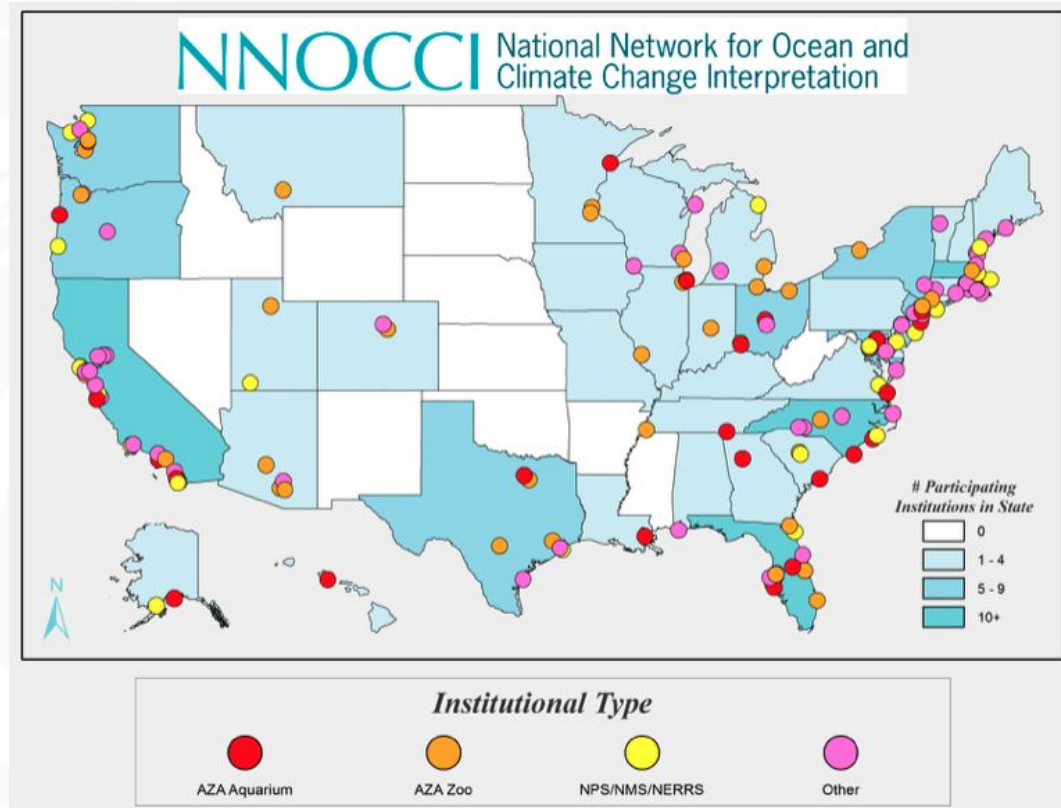 NNOCCI
National Network for Ocean and
Climate Change Interpretation
# Participating
Institutions in State
0
1 - 4
5 - 9
10+
N
Institutional Type
AZA Aquarium
AZA Zoo
NPS/NMS/NERRS
Other